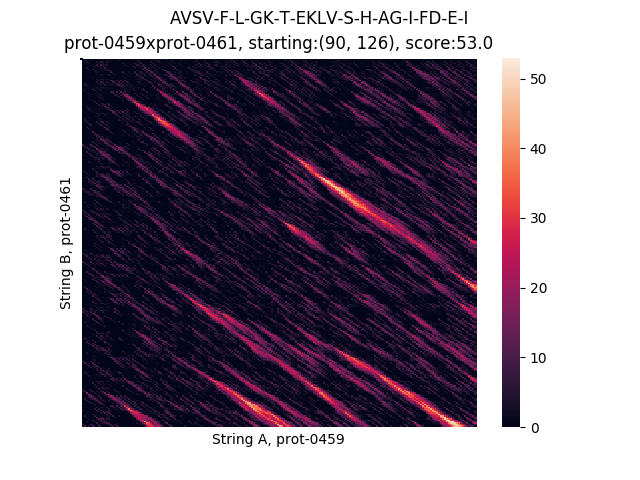 AVSV-F-L-GK-T-EKLV-S-H-AG-I-FD-E-I
prot-0459xprot-0461, starting:(90, 126), score:53.0
String B, prot-0461
String A, prot-0459
50
40
30
20
10
0